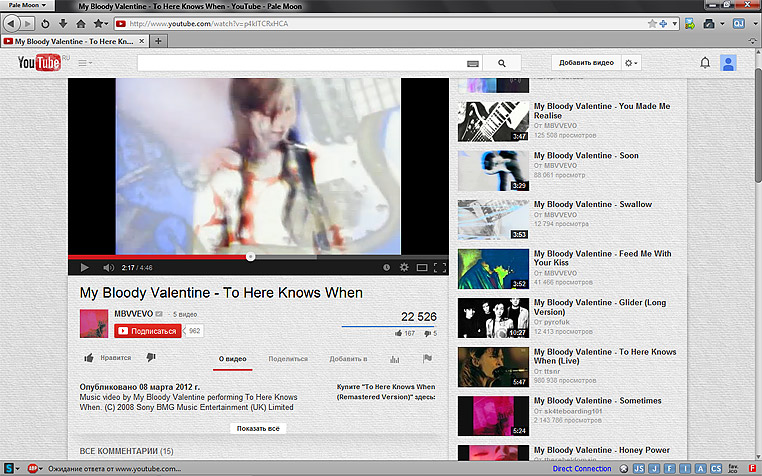 Pale Moon
My Bloody Valentine - To Here Knows When - YouTube - Pale Moon
http://www.youtube.com/watch?v=p4kITCRxHCA
My Bloody Valentine - To Here Kn...
YouTube RU
Добавить видео
My Bloody Valentine - You Made Me
Realise
От MBVVEVO
125 508 просмотров
3:47
My Bloody Valentine - Soon
От MBVVEVO
88 061 просмотр
3:29
My Bloody Valentine - Swallow
От MBVVEVO
12 794 просмотра
3:53
My Bloody Valentine - Feed Me With
Your Kiss
От MBVVEVO
41 466 просмотров
3:52
My Bloody Valentine - Glider (Long
Version)
От pyrofuk
12 413 просмотров
10:27
My Bloody Valentine - To Here Knows
When (Live)
От ttsnr
980 938 просмотров
5:47
My Bloody Valentine - Sometimes
От sk4teboarding101
2 143 786 просмотров
5:24
My Bloody Valentine - Honey Power
2:17 / 4:46
My Bloody Valentine - To Here Knows When
MBVVEVO · 5 видео
Подписаться 962
22 526
167 5
Нравится
О видео Поделиться Добавить в
Опубликовано 08 марта 2012 г.
Music video by My Bloody Valentine performing To Here Knows
When. (C) 2008 Sony BMG Music Entertainment (UK) Limited
Купите "To Here Knows When
(Remastered Version)" здесь:
Показать все
ВСЕ КОММЕНТАРИИ (15)
S ABP Ожидание ответа от www.youtube.com...
Direct Connection JS J F I A CS fav.ico F